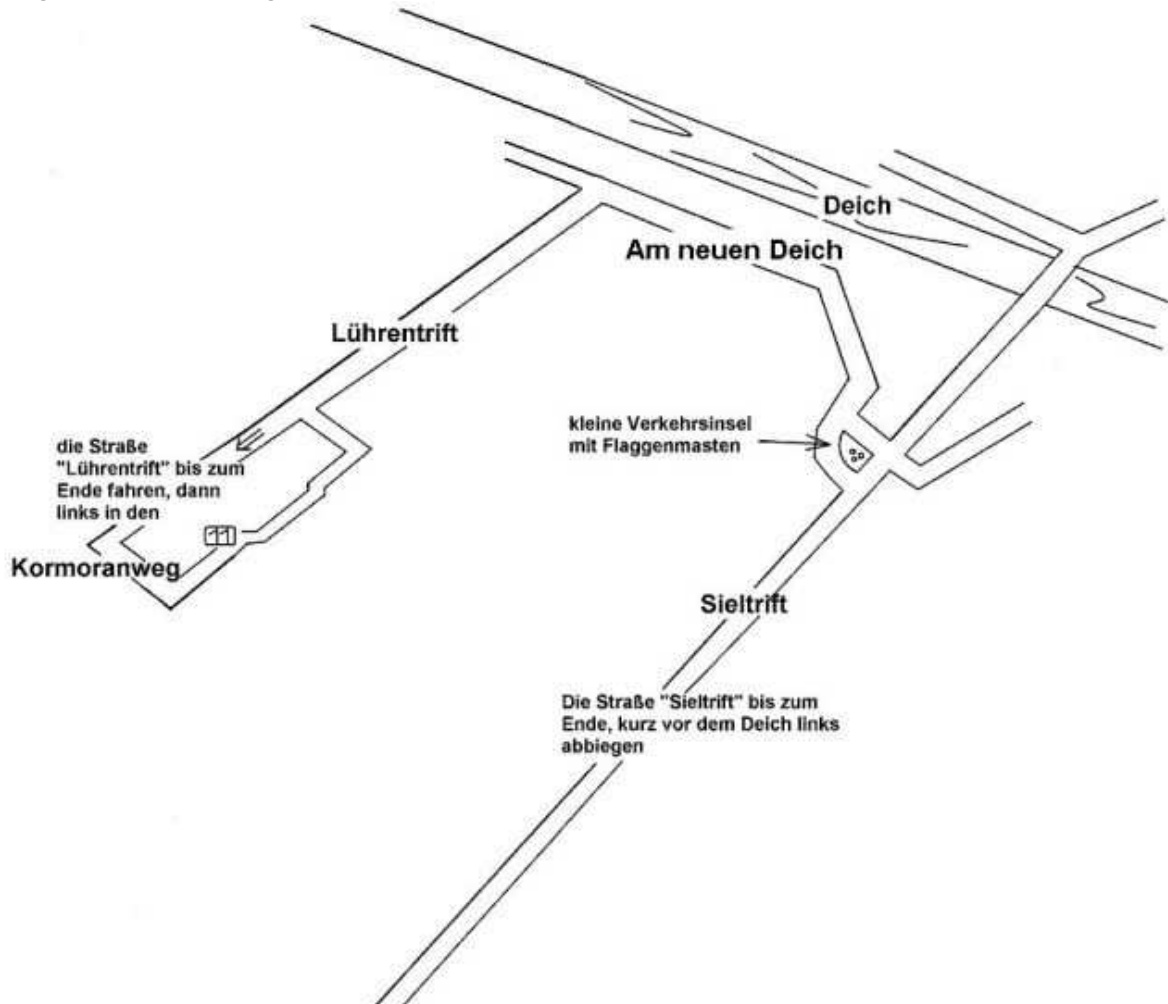 Deich
Am neuen Deich
Lührentrift
kleine Verkehrsinsel
mit Flaggenmasten
die Straße
"Lührentrift" bis zum
Ende fahren, dann
links in den
11
Kormoranweg
Sieltrift
Die Straße "Sieltrift" bis zum
Ende, kurz vor dem Deich links
abbiegen